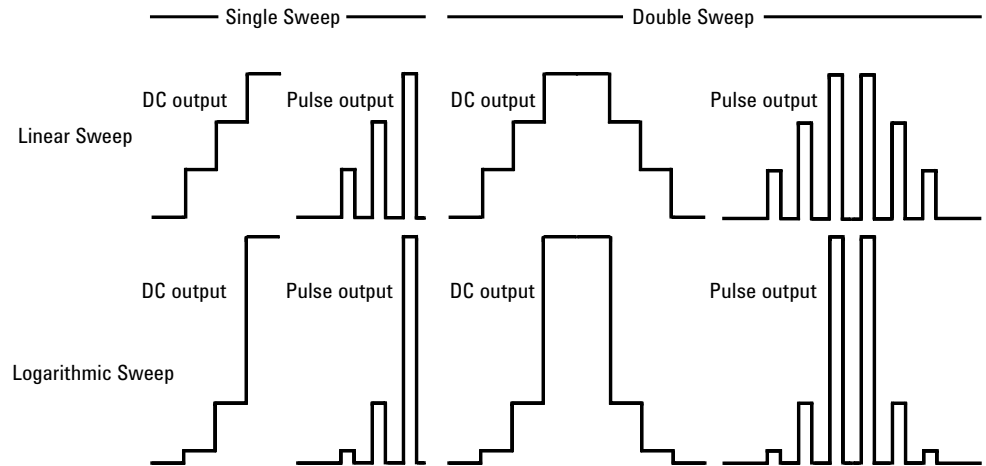 Single Sweep
Double Sweep
DC output
Pulse output
DC output
Pulse output
Linear Sweep
DC output
Pulse output
DC output
Pulse output
Logarithmic Sweep